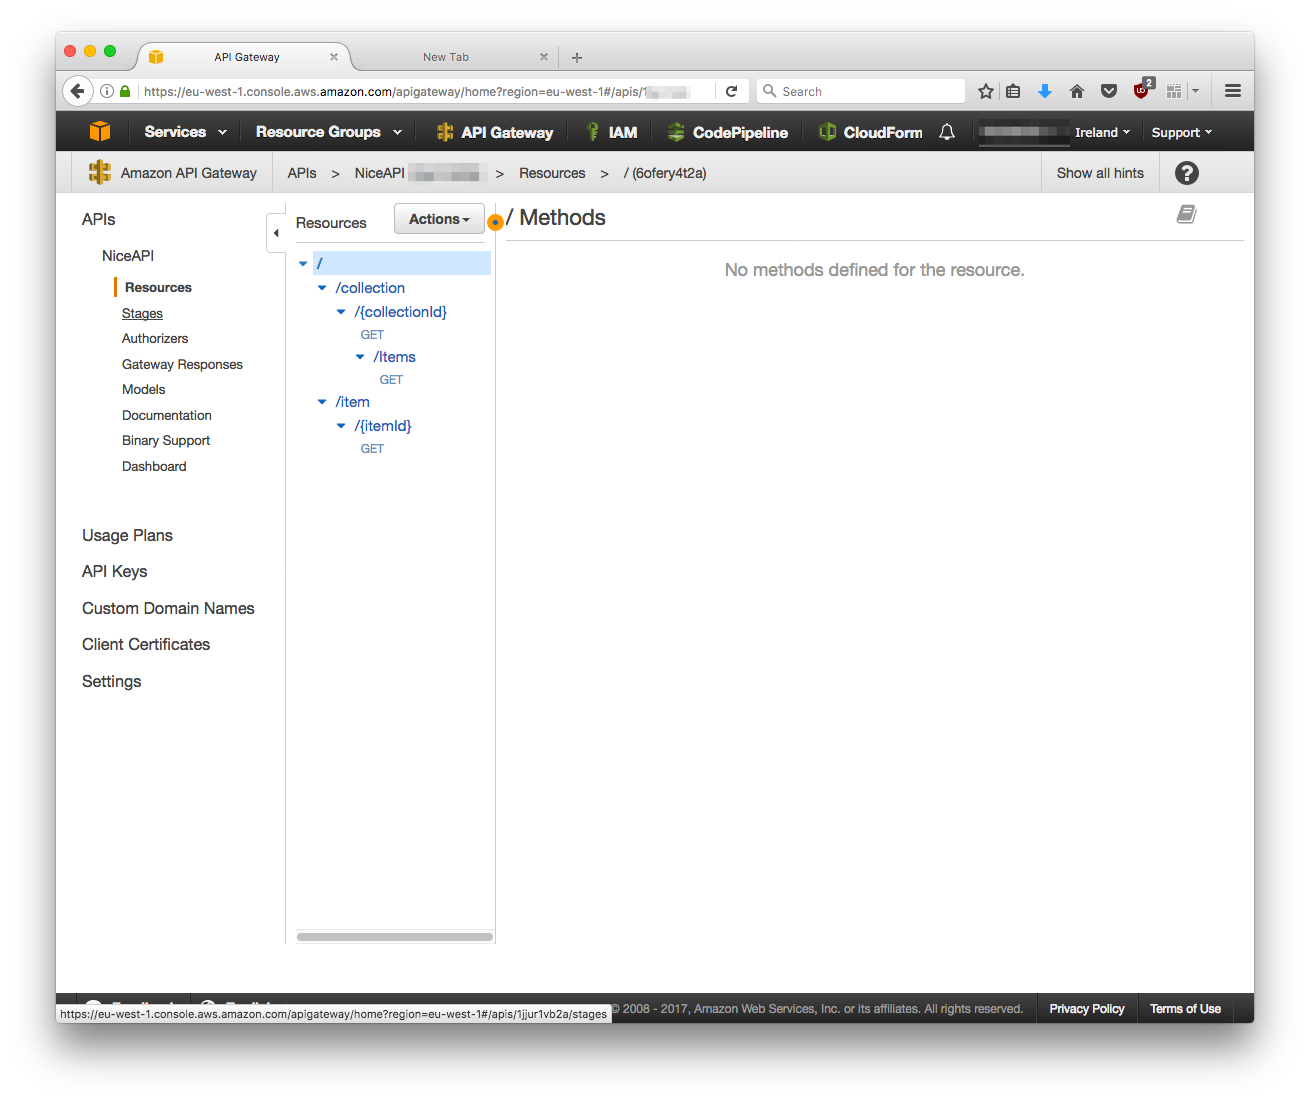 API Gateway
New Tab
https://eu-west-1.console.aws.amazon.com/apigateway/home?region=eu-west-1#/apis/1
Search
2
Services
Resource Groups
API Gateway
IAM
CodePipeline
CloudForm
Ireland
Support
Amazon API Gateway
APIs > NiceAPI > Resources > / (6ofery4t2a)
Show all hints
?
APIs
NiceAPI
Resources
Stages
Authorizers
Gateway Responses
Models
Documentation
Binary Support
Dashboard
Usage Plans
API Keys
Custom Domain Names
Client Certificates
Settings
Resources
Actions
/
/collection
/{collectionId}
GET
/Items
GET
/item
/{itemId}
GET
/ Methods
No methods defined for the resource.
© 2008 - 2017, Amazon Web Services, Inc. or its affiliates. All rights reserved.
Privacy Policy
Terms of Use
https://eu-west-1.console.aws.amazon.com/apigateway/home?region=eu-west-1#/apis/1jjur1vb2a/stages